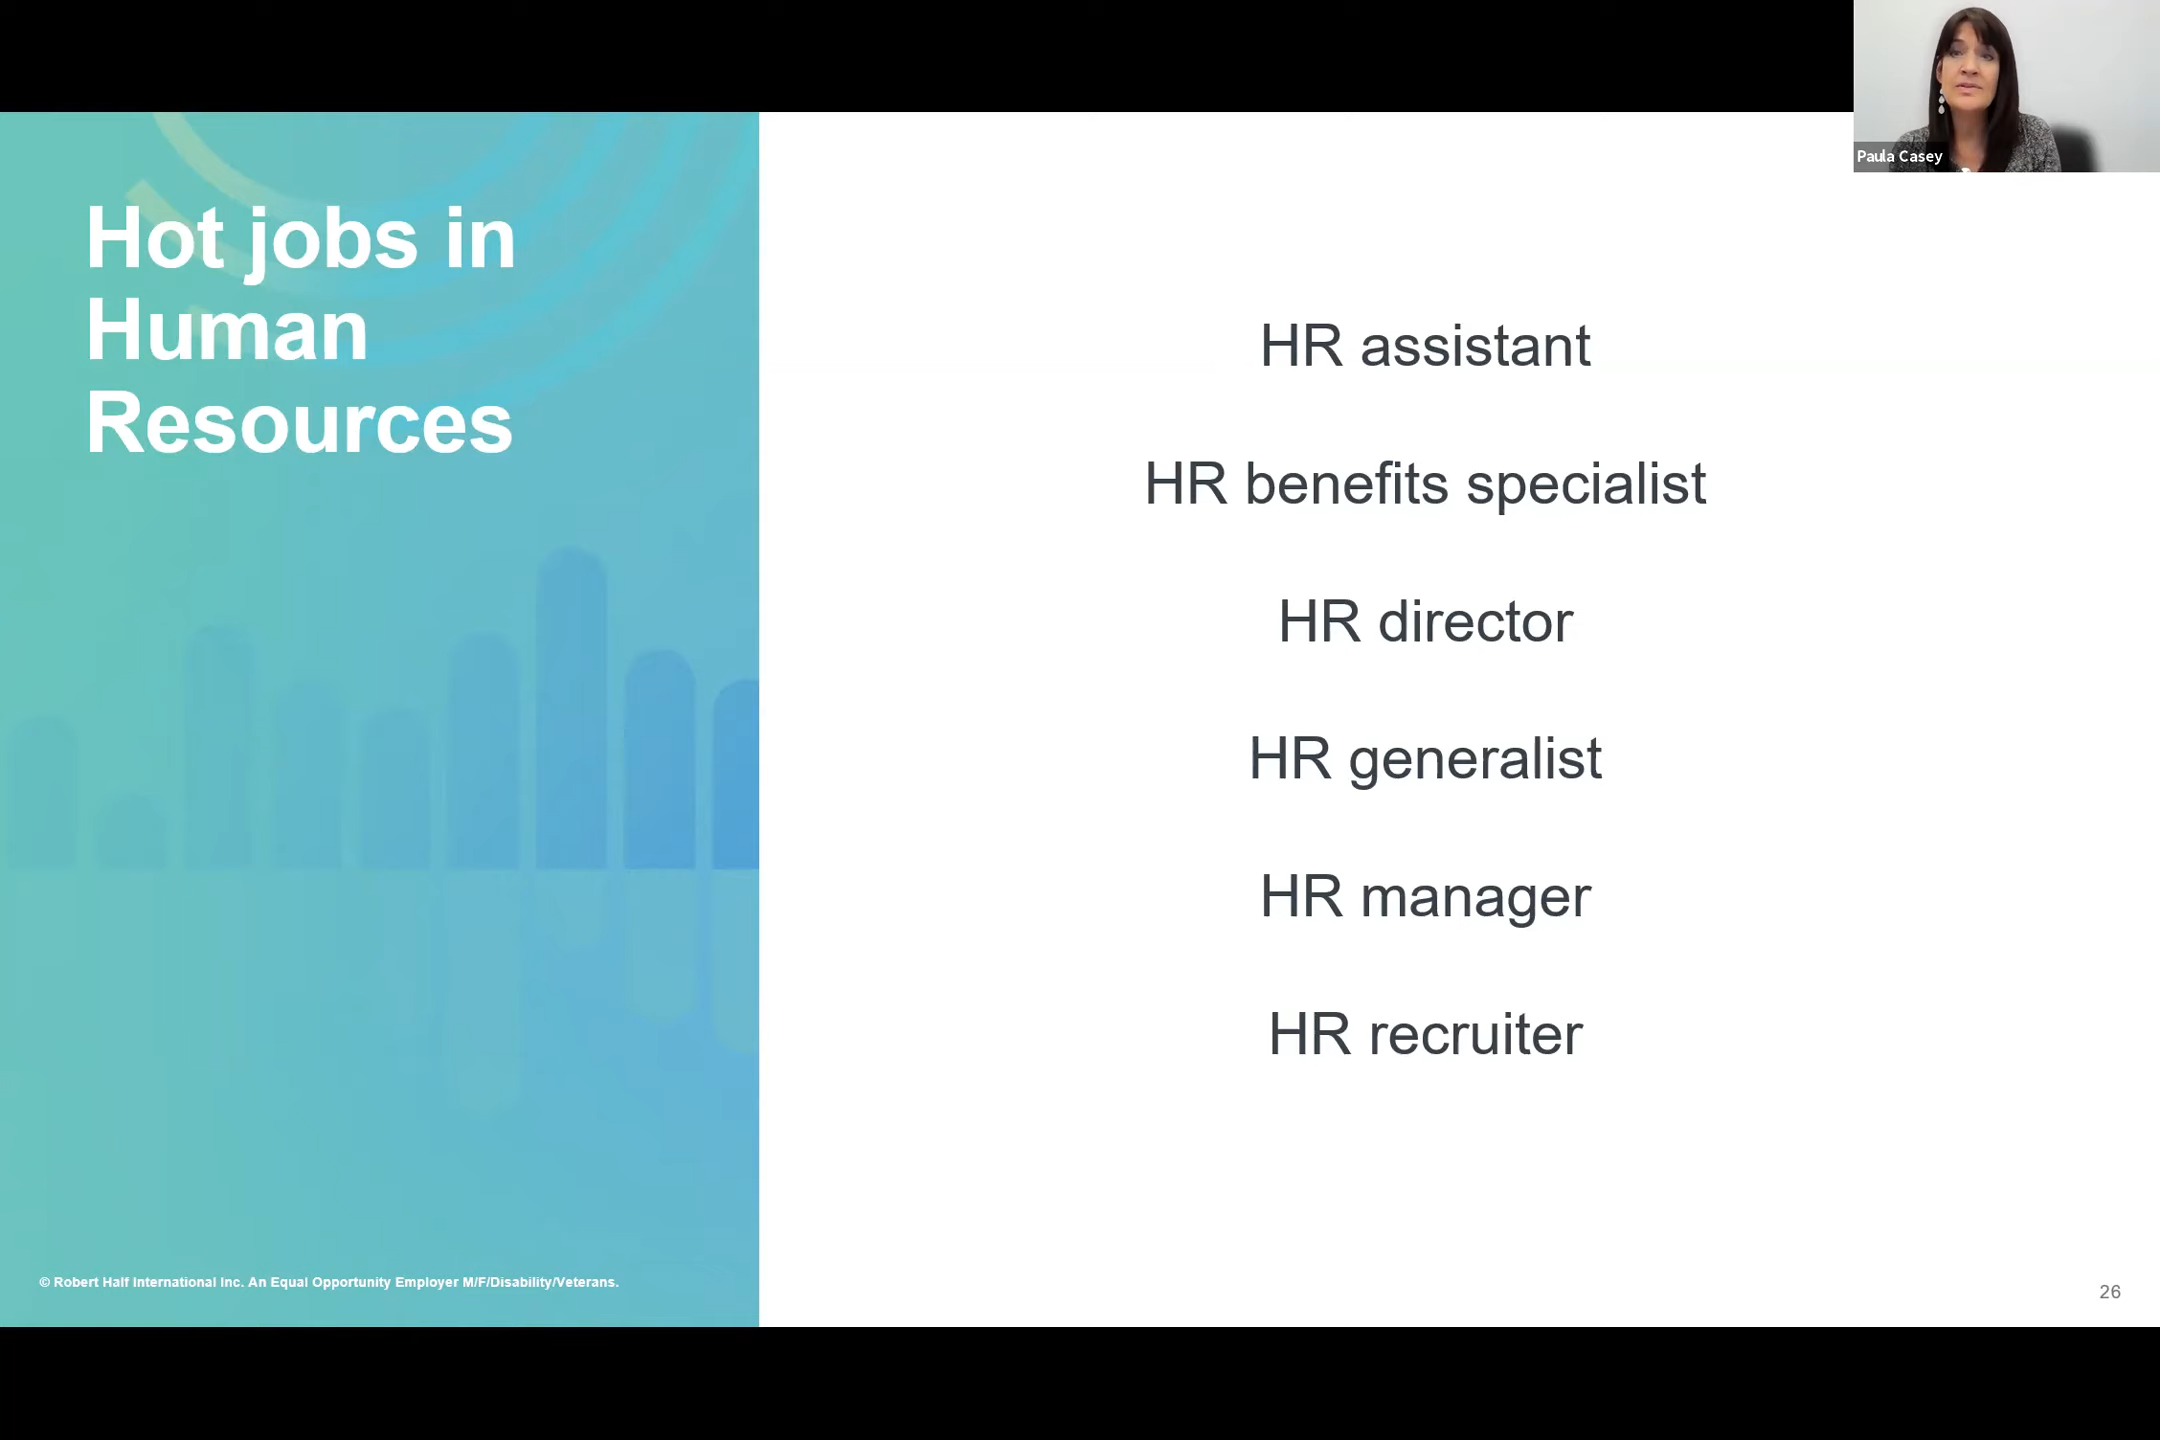 Paula Casey
Hot jobs in
Human
Resources
HR assistant
HR benefits specialist
HR director
HR generalist
HR manager
HR recruiter
© Robert Half International Inc. An Equal Opportunity Employer M/F/Disability/Veterans.
26